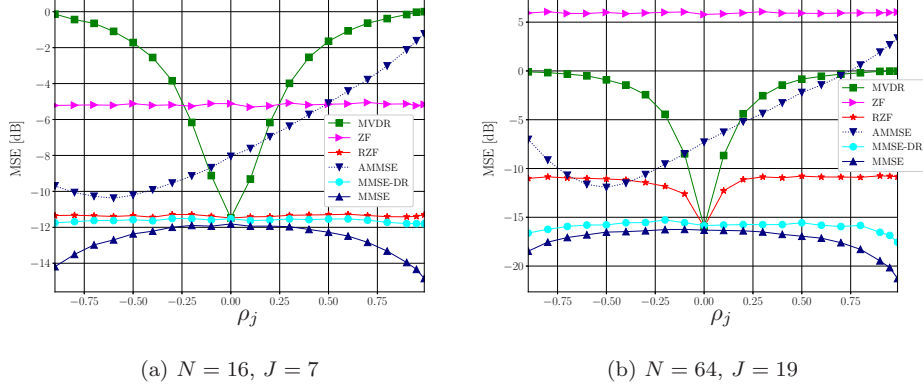 0
−2
−4
−6
−8
−10
−12
−14
MSE [dB]
−0.75 −0.50 −0.25 0.00 0.25 0.50 0.75
ρj
MVDR
ZF
RZF
AMMSE
MMSE-DR
MMSE
(a) N = 16, J = 7
5
0
−5
−10
−15
−20
MSE [dB]
−0.75 −0.50 −0.25 0.00 0.25 0.50 0.75
ρj
MVDR
ZF
RZF
AMMSE
MMSE-DR
MMSE
(b) N = 64, J = 19